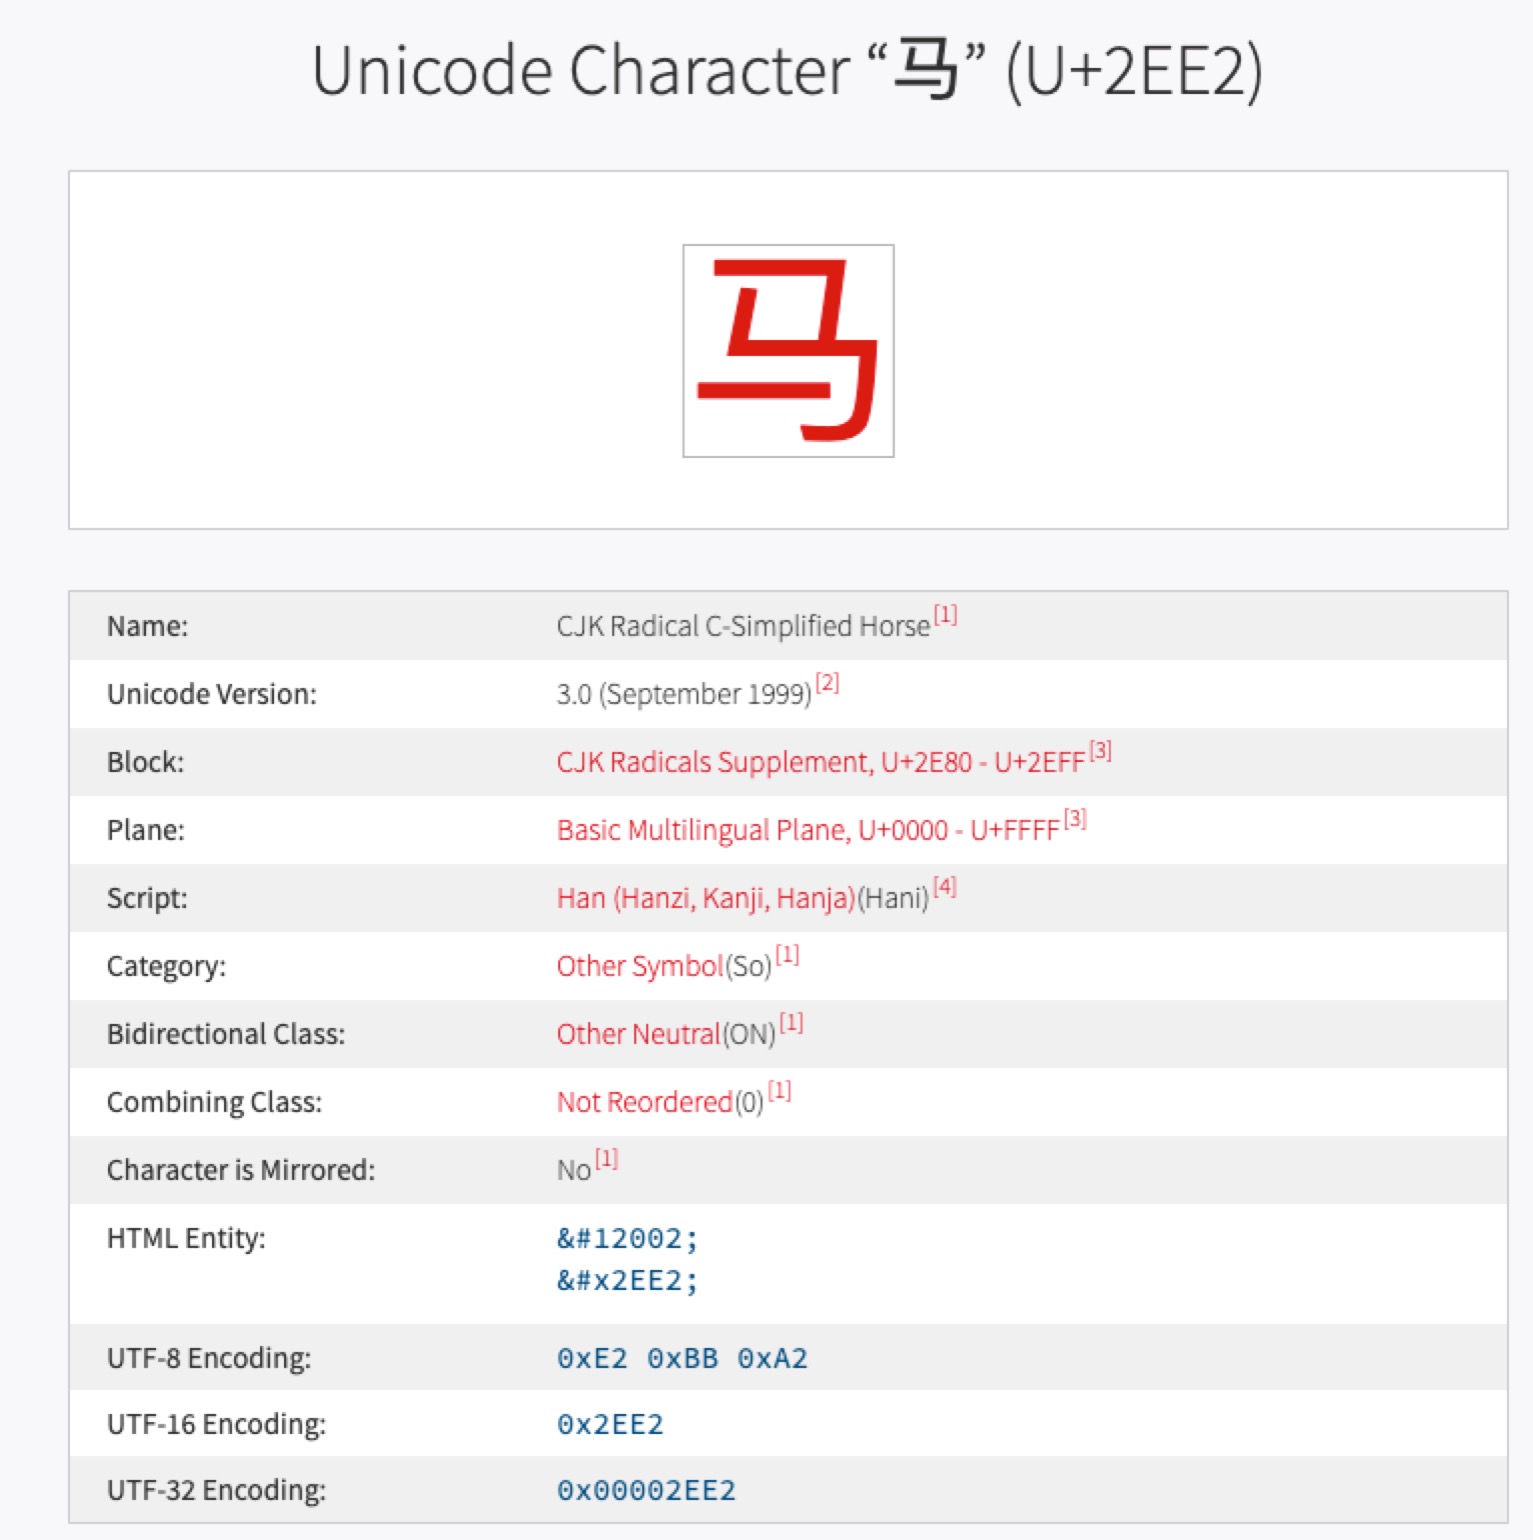 Unicode Character “⻢” (U+2EE2)
⻢
Name: CJK Radical C-Simplified Horse[1]
Unicode Version: 3.0 (September 1999)[2]
Block: CJK Radicals Supplement, U+2E80 - U+2EFF[3]
Plane: Basic Multilingual Plane, U+0000 - U+FFFF[3]
Script: Han (Hanzi, Kanji, Hanja)(Hani)[4]
Category: Other Symbol(So)[1]
Bidirectional Class: Other Neutral(ON)[1]
Combining Class: Not Reordered(0)[1]
Character is Mirrored: No[1]
HTML Entity: &#12002;
&#x2EE2;
UTF-8 Encoding: 0xE2 0xBB 0xA2
UTF-16 Encoding: 0x2EE2
UTF-32 Encoding: 0x00002EE2